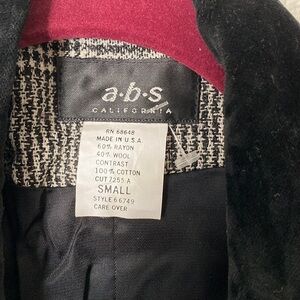 a·b·s
CALIFORNIA
RN 68648
MADE IN U.S.A
60% RAYON
40% WOOL
CONTRAST
100% COTTON
CUT 7255 A
SMALL
STYLE 66749
CARE OVER